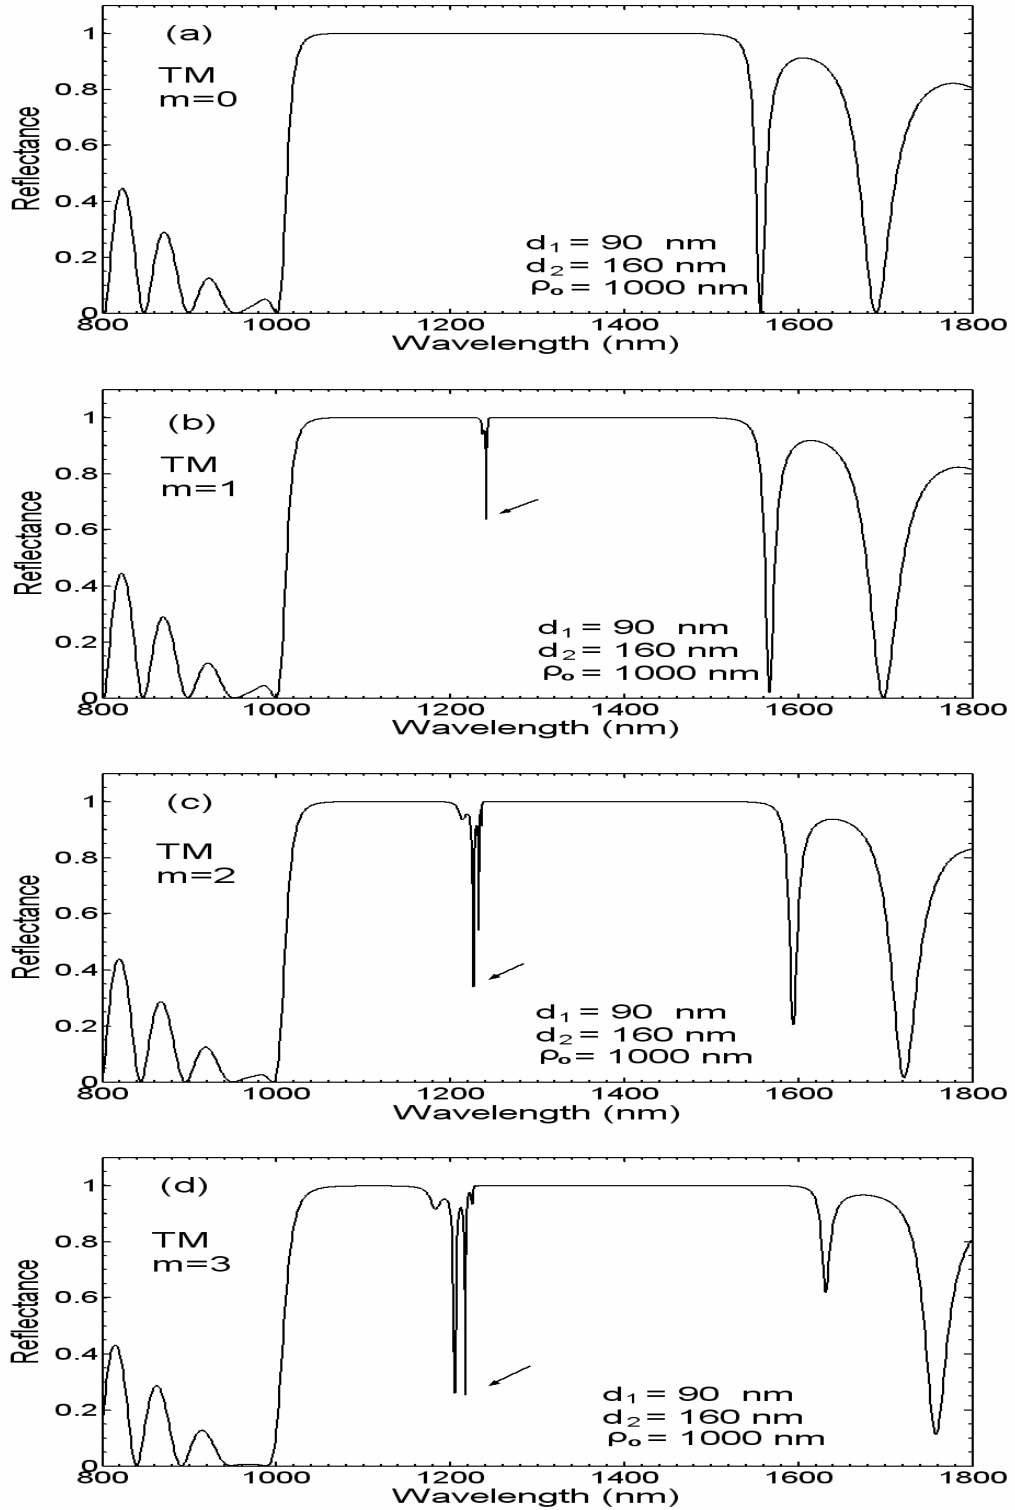 (a)
TM
m=0
Reflectance
1
0.8
0.6
0.4
0.2
0
d₁ = 90 nm
d₂ = 160 nm
ρₒ = 1000 nm
800 1000 1200 1400 1600 1800
Wavelength (nm)
(b)
TM
m=1
Reflectance
1
0.8
0.6
0.4
0.2
0
d₁ = 90 nm
d₂ = 160 nm
ρₒ = 1000 nm
800 1000 1200 1400 1600 1800
Wavelength (nm)
(c)
TM
m=2
Reflectance
1
0.8
0.6
0.4
0.2
0
d₁ = 90 nm
d₂ = 160 nm
ρₒ = 1000 nm
800 1000 1200 1400 1600 1800
Wavelength (nm)
(d)
TM
m=3
Reflectance
1
0.8
0.6
0.4
0.2
0
d₁ = 90 nm
d₂ = 160 nm
ρₒ = 1000 nm
800 1000 1200 1400 1600 1800
Wavelength (nm)